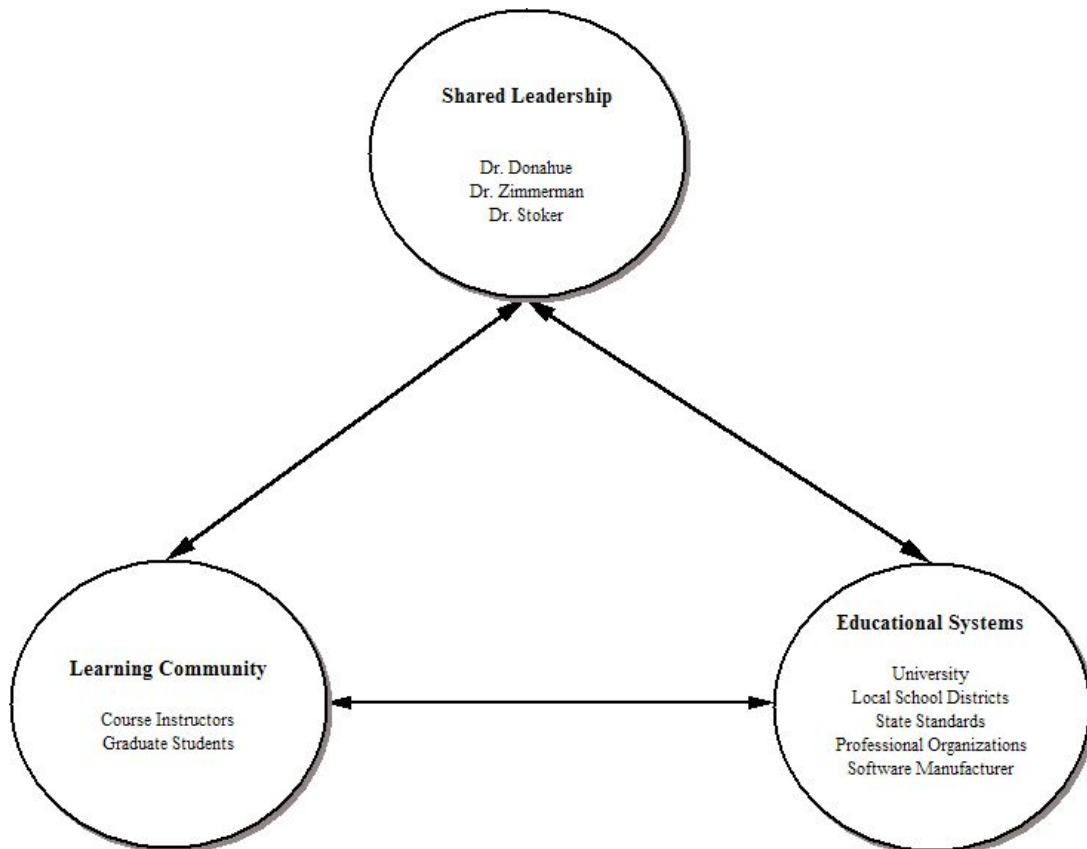 Shared Leadership
Dr. Donahue
Dr. Zimmerman
Dr. Stoker
Learning Community
Course Instructors
Graduate Students
Educational Systems
University
Local School Districts
State Standards
Professional Organizations
Software Manufacturer